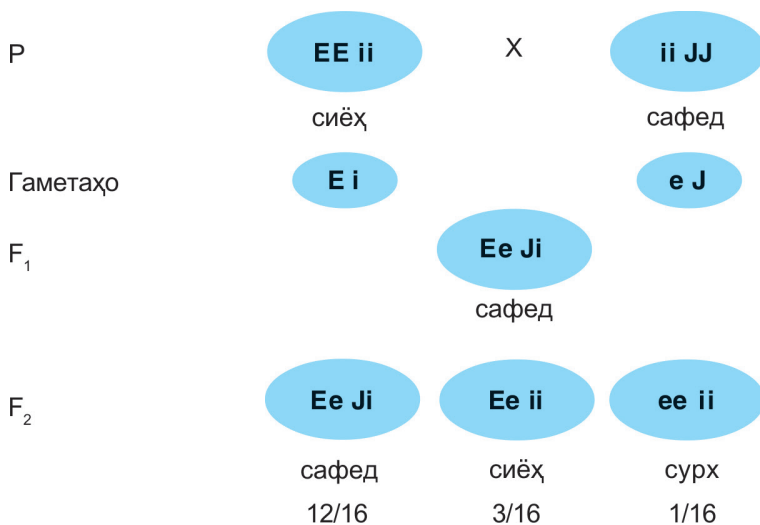 P EE ii X ii JJ
сиёҳ сафед
Гаметаҳо E i e J
F₁ Ee Ji
сафед
F₂ Ee Ji Ee ii ee ii
сафед сиёҳ сурх
12/16 3/16 1/16